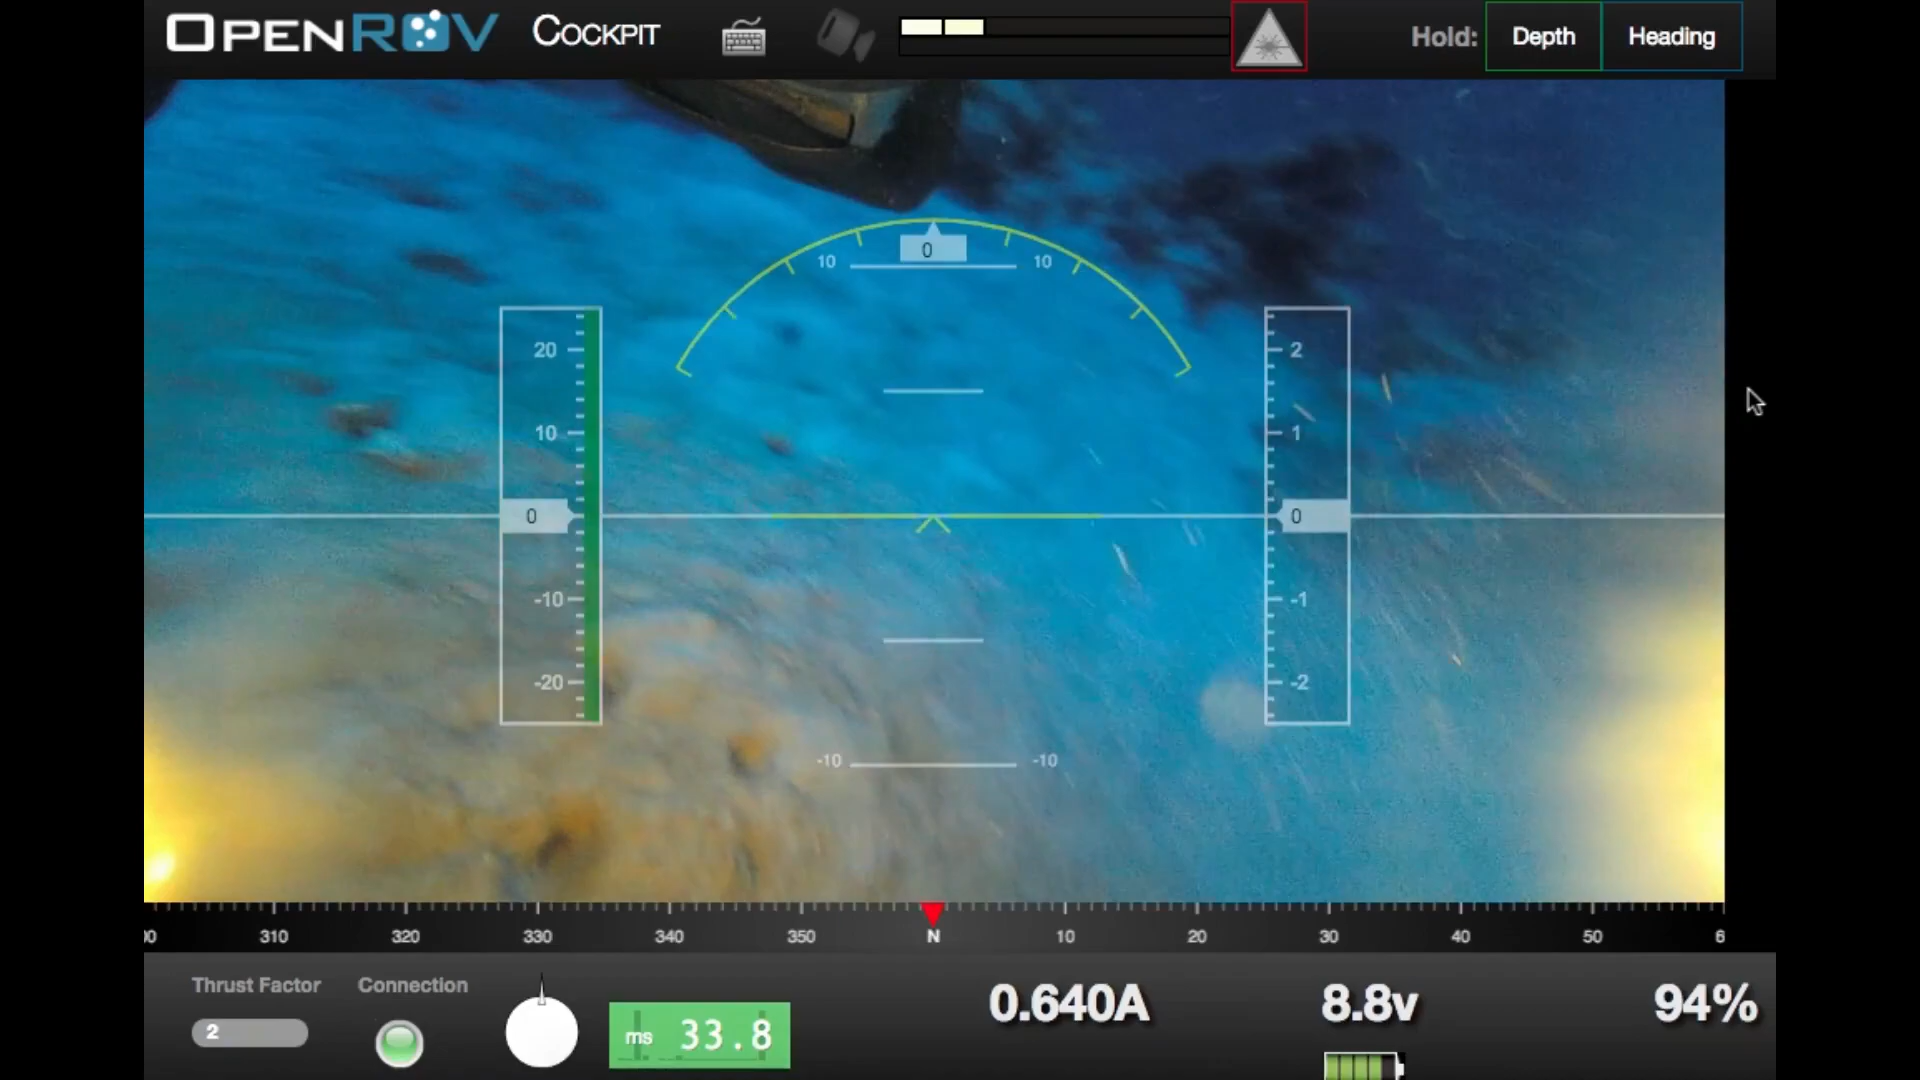 OPENROV COCKPIT Hold: Depth Heading
0
10 10
20 2
10 1
0 0
-10 -1
-20 -2
-10 -10
310 320 330 340 350 N 10 20 30 40 50
Thrust Factor Connection
0.640A 8.8v 94%
2 ms 33.8